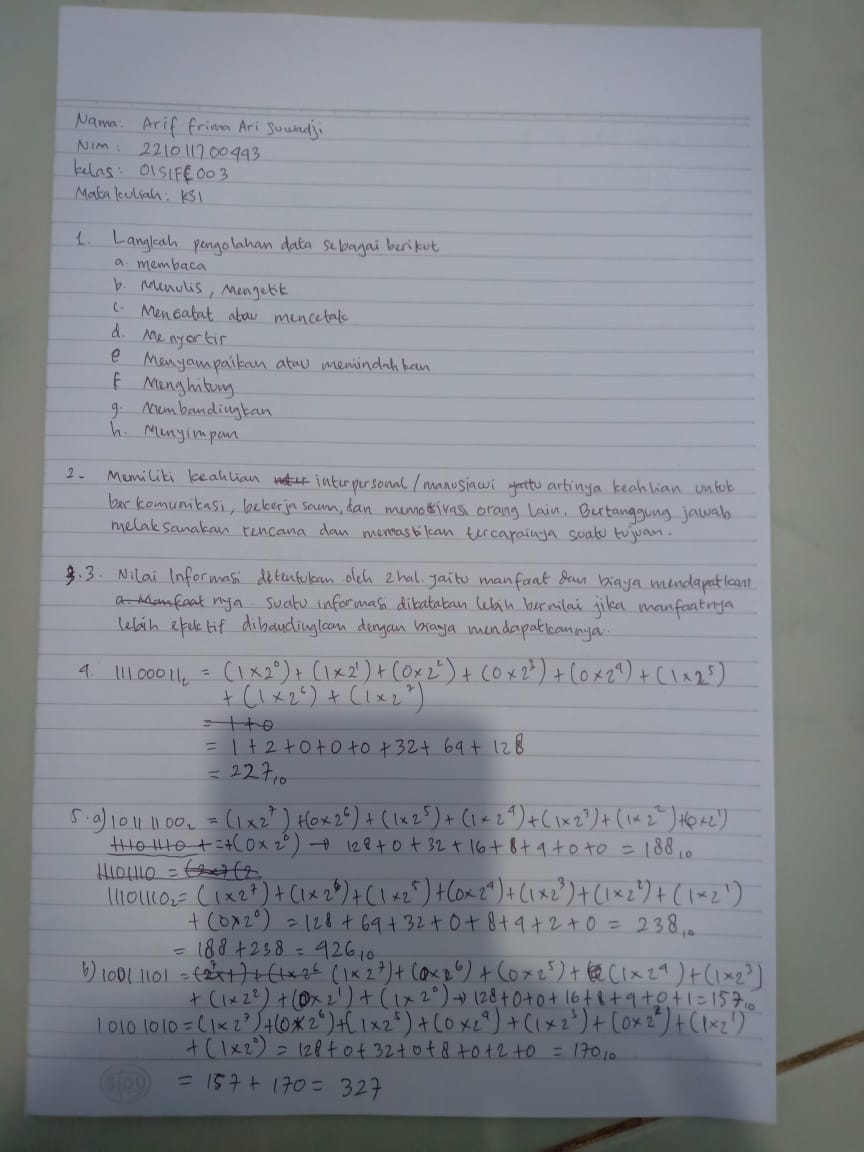 Nama: Arif Frima Ari Suwadji
NIM : 221011700443
kelas: 01SIFE003
Mata kuliah: KSI
1. Langkah pengolahan data sebagai berikut
a. membaca
b. Menulis, Mengetik
c. Mencatat atau mencetak
d. Menyortir
e Menyampaikan atau memindahkan
f Menghitung
g. Membandingkan
h. Menyimpan
2. Memiliki keahlian interpersonal/manusiawi yaitu artinya keahlian untuk
berkomunikasi, bekerja sama, dan memotivasi orang lain. Bertanggung jawab
melaksanakan rencana dan memastikan tercapainya suatu tujuan.
3. Nilai Informasi ditentukan oleh 2 hal. yaitu manfaat dan biaya mendapatkan
a. Manfaat nya. suatu informasi dikatakan lebih bernilai jika manfaatnya
lebih efektif dibandingkan dengan biaya mendapatkannya.
4. 11100011₂ = (1×2⁰) + (1×2¹) + (0×2²) + (0×2³) + (0×2⁴) + (1×2⁵)
+ (1×2⁶) + (1×2⁷)
= 1+0
= 1+2+0+0+0+32+64+128
= 227₁₀
5. a) 10111100₂ = (1×2⁷) + (0×2⁶) + (1×2⁵) + (1×2⁴) + (1×2³) + (1×2²) + (0×2¹)
1110 1110 + = + (0×2⁰) → 128+0+32+16+8+4+0+0 = 188₁₀
11101110 =
11101110₂ = (1×2⁷) + (1×2⁶) + (1×2⁵) + (0×2⁴) + (1×2³) + (1×2²) + (1×2¹)
+ (0×2⁰) = 128+64+32+0+8+4+2+0 = 238₁₀
= 188+238 = 426₁₀
b) 10011101 = (1×2⁷) + (0×2⁶) + (0×2⁵) + (1×2⁴) + (1×2³)
+ (1×2²) + (0×2¹) + (1×2⁰) → 128+0+0+16+8+4+0+1 = 157₁₀
10101010 = (1×2⁷) + (0×2⁶) + (1×2⁵) + (0×2⁴) + (1×2³) + (0×2²) + (1×2¹)
+ (1×2⁰) = 128+0+32+0+8+0+2+0 = 170₁₀
= 157+170 = 327